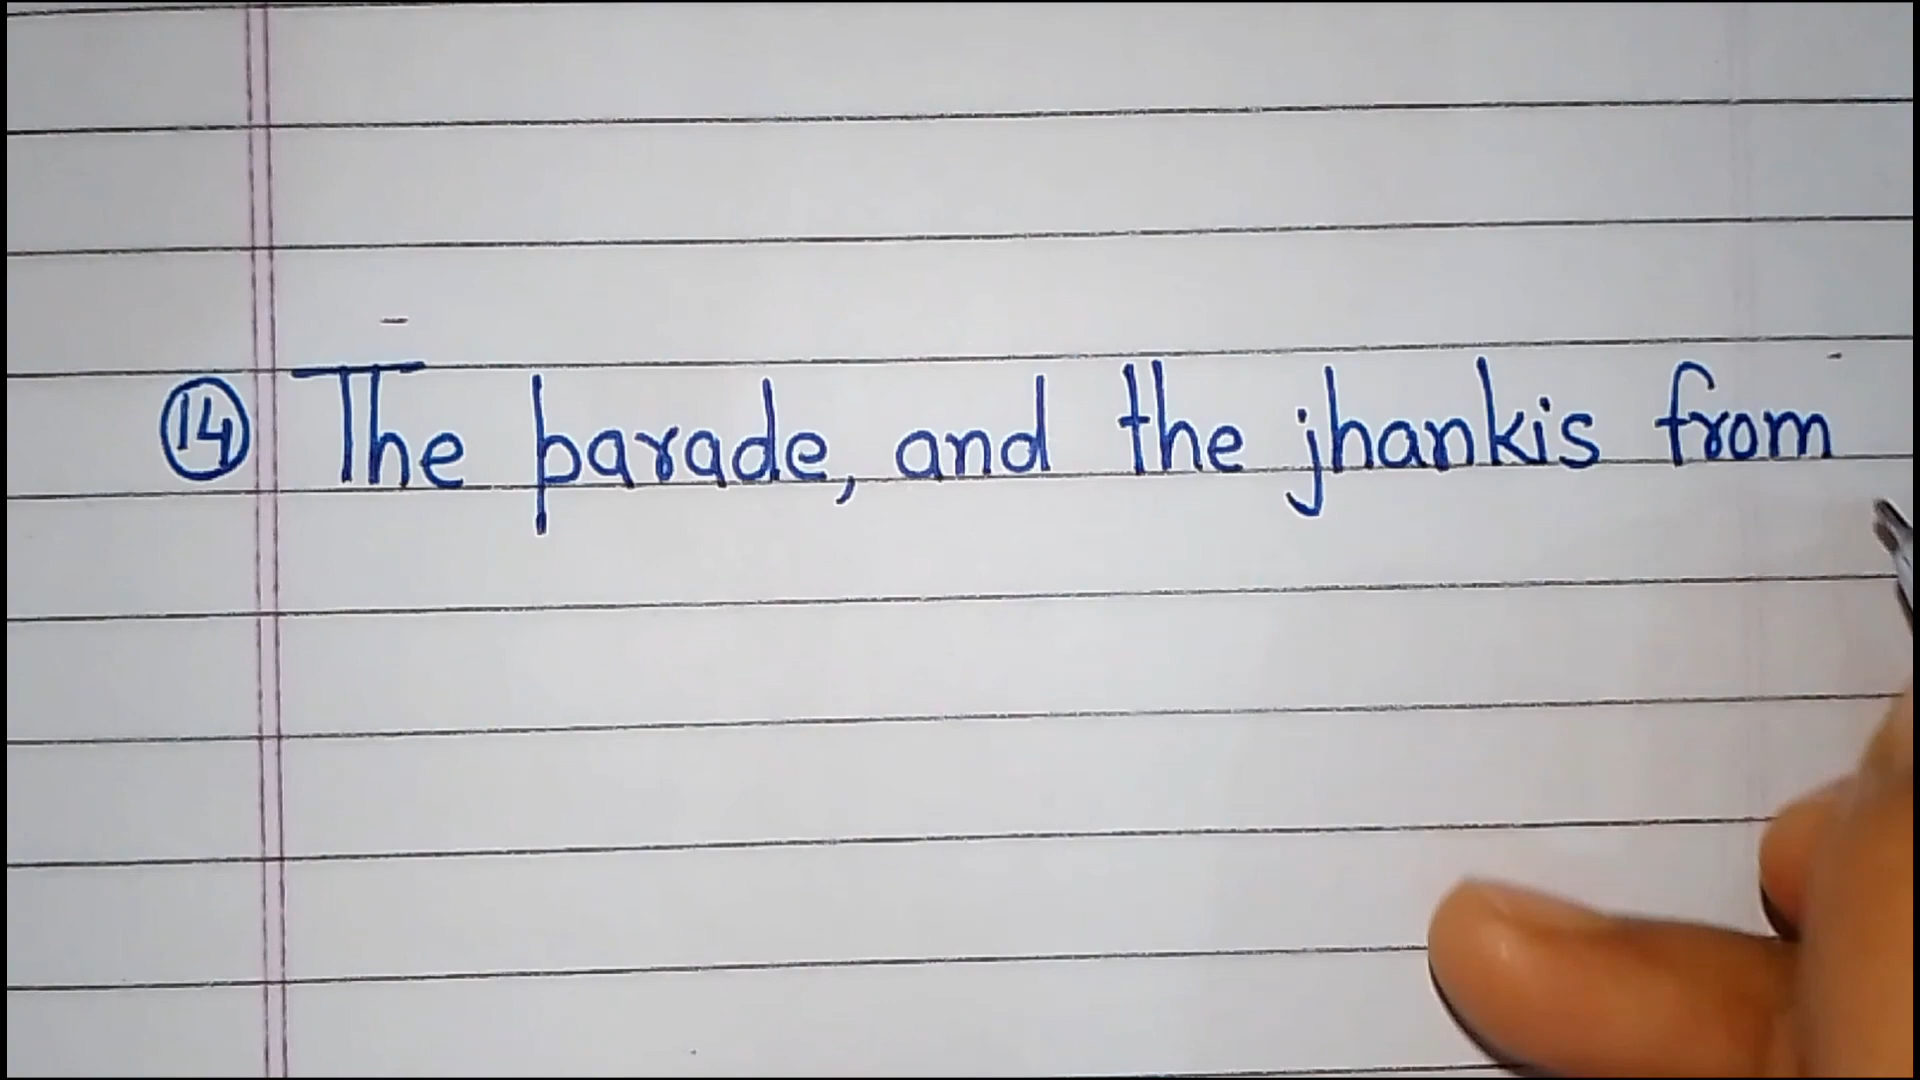 ⑭ The parade, and the jhankis from